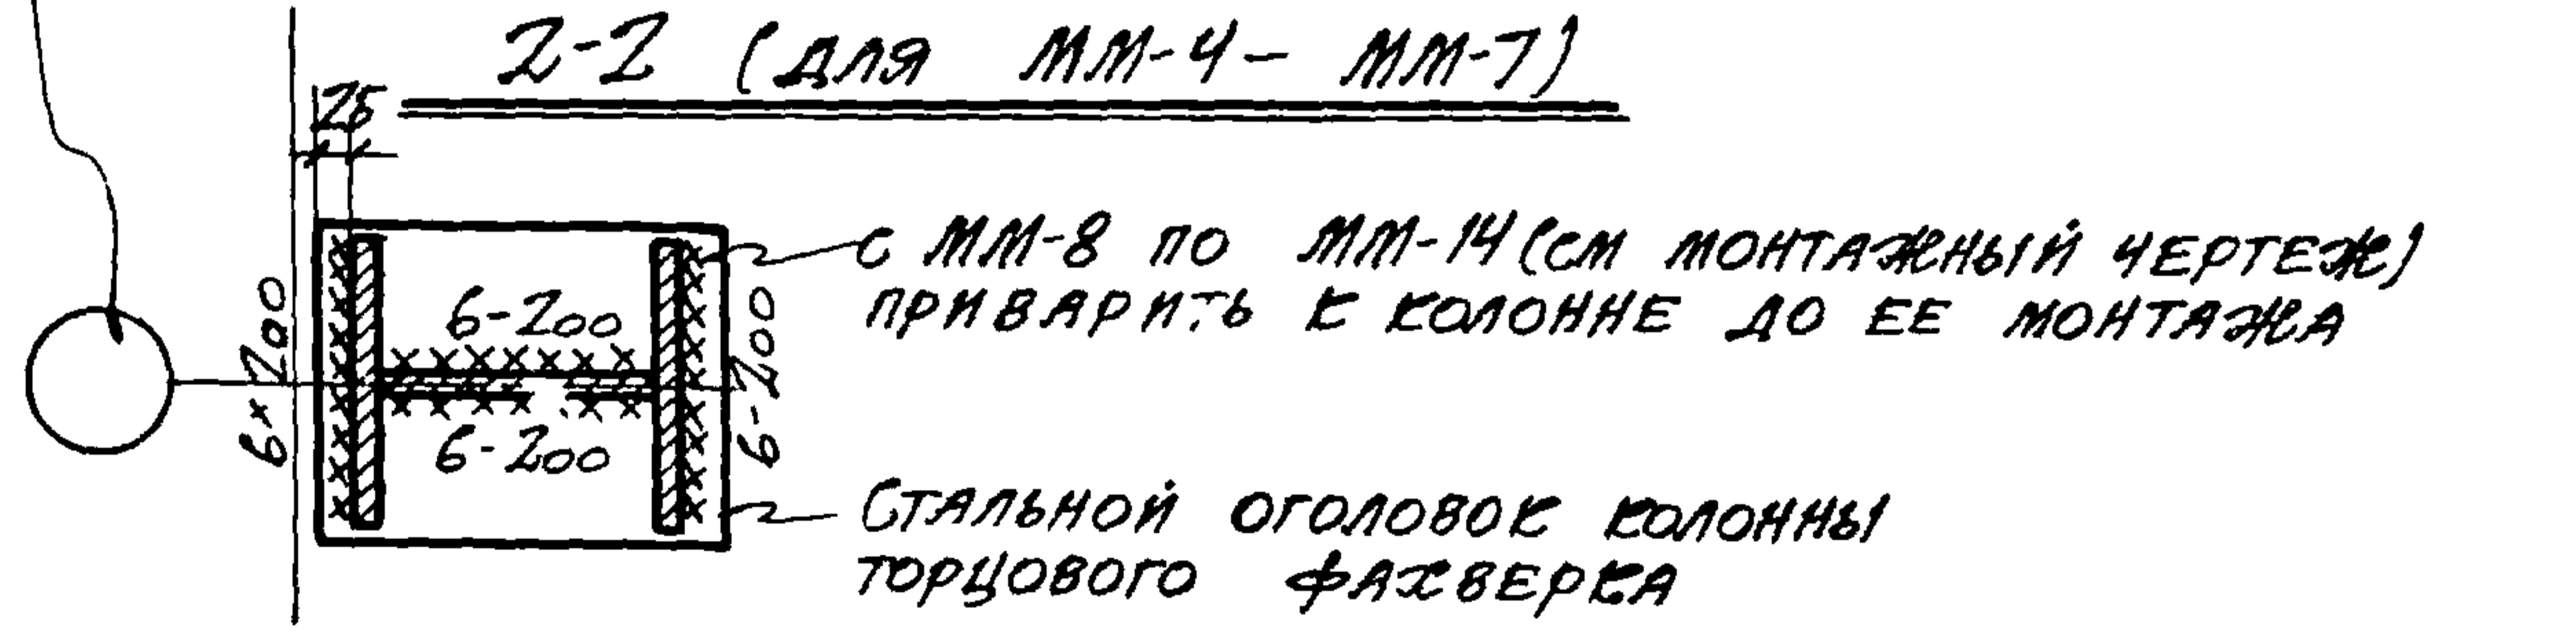 2-2 (для ММ-4- ММ-7)
25
с ММ-8 по ММ-14 (см монтажный чертеж)
приварить к колонне до ее монтажа
6-200
6-200
6×200
6-200
Стальной оголовок колонны
торцового фахверка